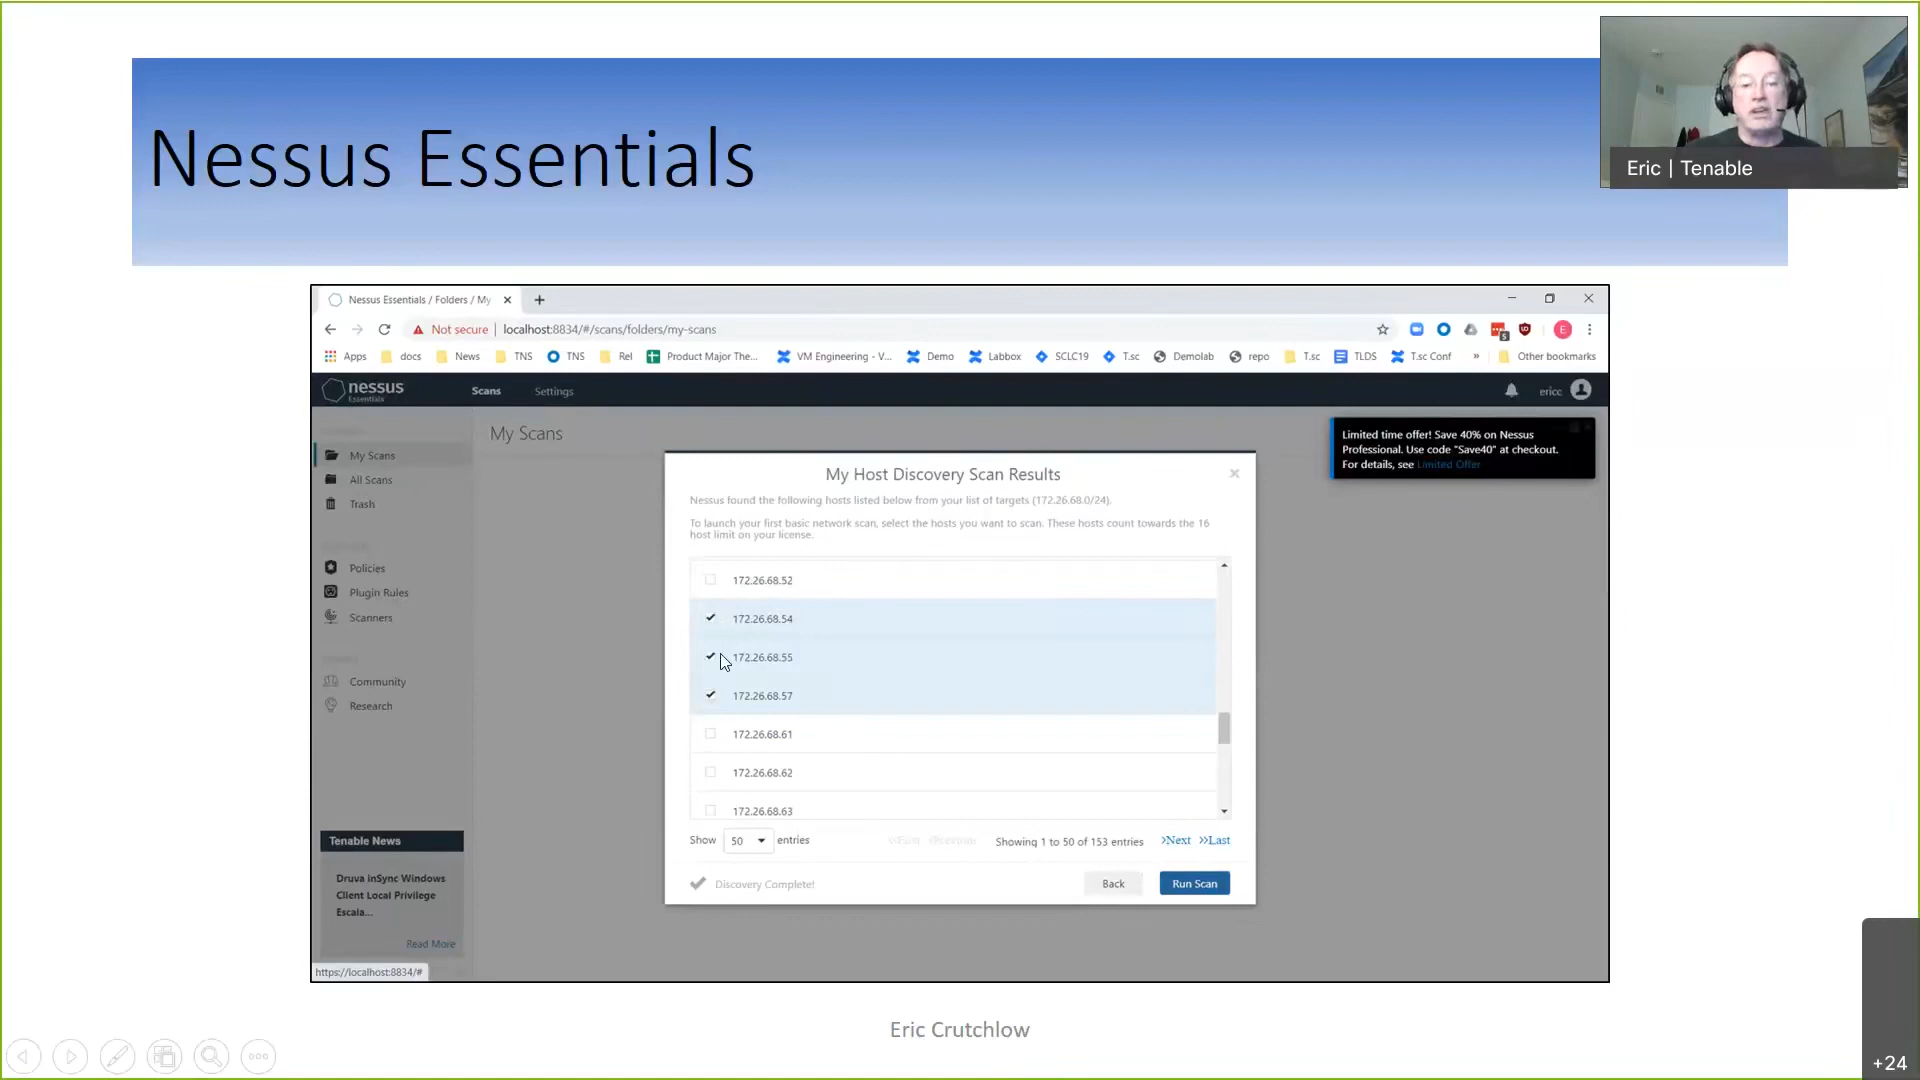 Nessus Essentials
Eric | Tenable
Nessus Essentials / Folders / My
Not secure | localhost:8834/#/scans/folders/my-scans
Apps docs News TNS TNS Rel Product Major The... VM Engineering - V... Demo Labbox SCLC19 T.sc Demolab repo T.sc TLDS T.sc Conf » Other bookmarks
nessus
Essentials
Scans Settings
ericc
My Scans
Limited time offer! Save 40% on Nessus
Professional. Use code "Save40" at checkout.
For details, see Limited Offer
My Scans
All Scans
Trash
Policies
Plugin Rules
Scanners
Community
Research
My Host Discovery Scan Results
Nessus found the following hosts listed below from your list of targets (172.26.68.0/24).
To launch your first basic network scan, select the hosts you want to scan. These hosts count towards the 16
host limit on your license.
172.26.68.52
172.26.68.54
172.26.68.55
172.26.68.57
172.26.68.61
172.26.68.62
172.26.68.63
Show 50 entries
Showing 1 to 50 of 153 entries
>Next >>Last
Discovery Complete!
Back
Run Scan
Tenable News
Druva inSync Windows
Client Local Privilege
Escala...
Read More
https://localhost:8834/#
Eric Crutchlow
+24